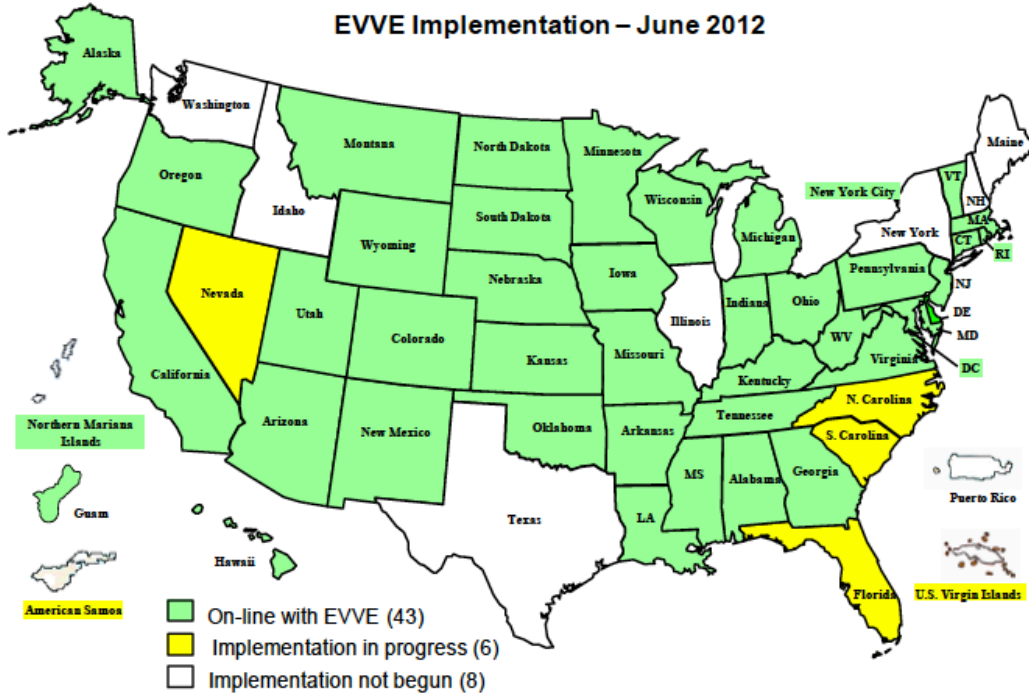 EVVE Implementation – June 2012
Alaska
Washington
Montana
North Dakota
Minnesota
Maine
Oregon
VT
New York City
Wisconsin
NH
Idaho
South Dakota
MA
Wyoming
New York
Michigan
CT
RI
Nebraska
Iowa
Pennsylvania
NJ
Nevada
Indiana
Ohio
Utah
Illinois
DE
Colorado
WV
MD
Kansas
Missouri
Virginia
DC
California
Kentucky
N. Carolina
Tennessee
Arizona
Northern Mariana
Islands
New Mexico
Oklahoma
Arkansas
S. Carolina
MS
Alabama
Georgia
Puerto Rico
Guam
Texas
LA
Hawaii
Florida
U.S. Virgin Islands
American Samoa
On-line with EVVE (43)
Implementation in progress (6)
Implementation not begun (8)